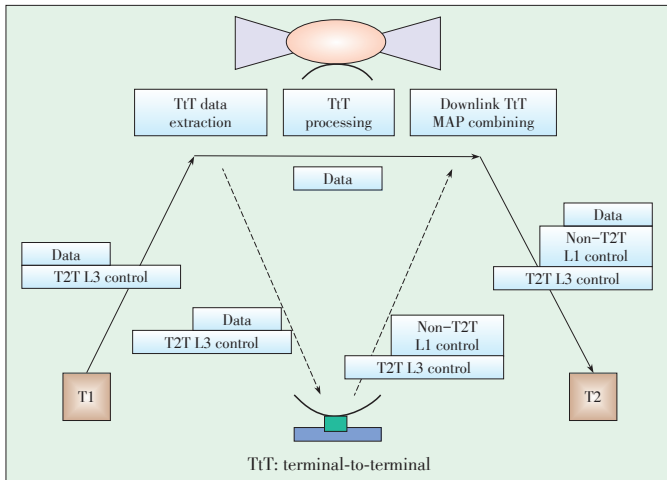 TtT data
extraction
TtT
processing
Downlink TtT
MAP combining
Data
Data
T2T L3 control
Data
Non-T2T
L1 control
T2T L3 control
Data
T2T L3 control
Non-T2T
L1 control
T2T L3 control
T1
T2
TtT: terminal-to-terminal